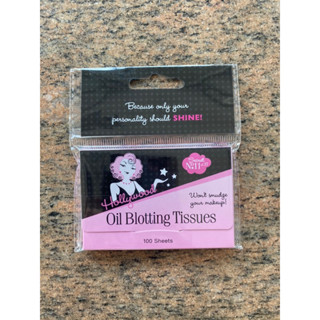 Because only your
personality should SHINE!
Hollywood
Won't smudge
your makeup!
Oil Blotting Tissues
100 Sheets